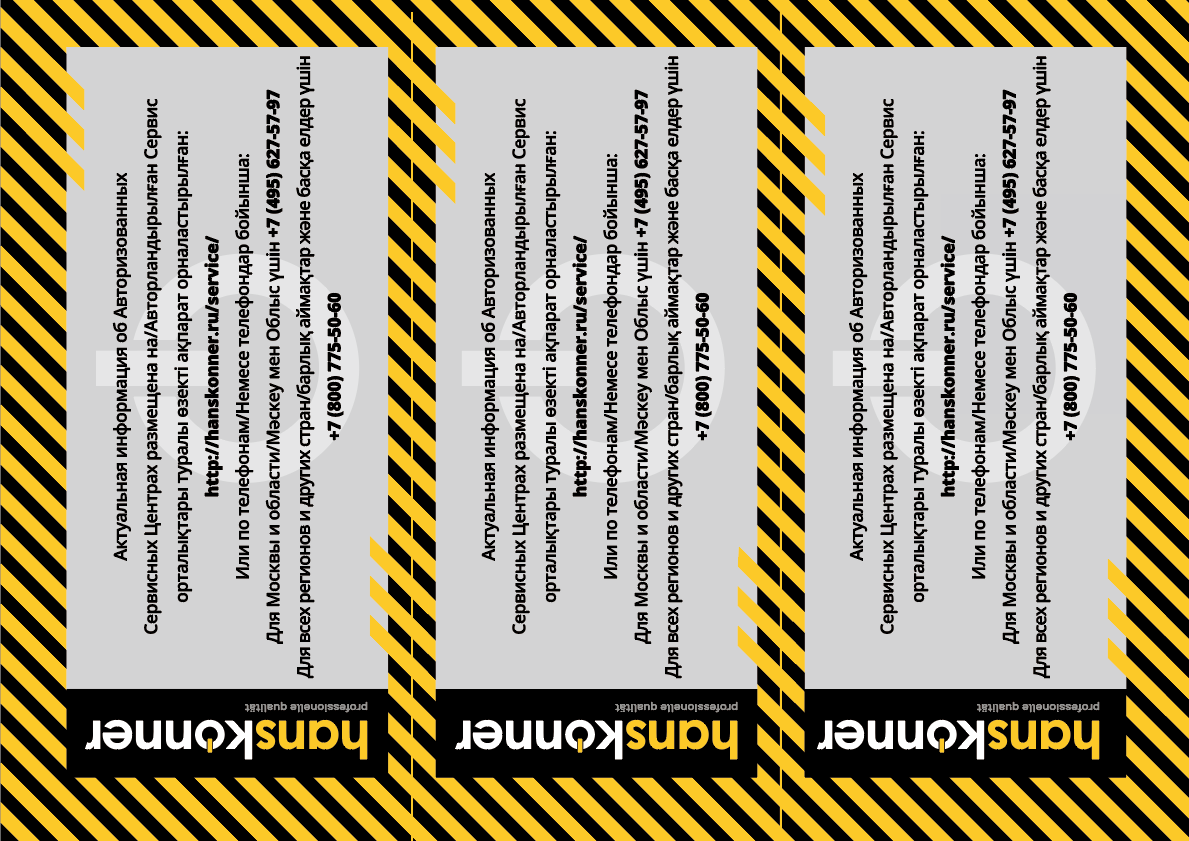 Актуальная информация об Авторизованных
Сервисных Центрах размещена на/Авторландырылған Сервис
орталықтары туралы өзекті ақпарат орналастырылған:
http://hanskonner.ru/service/
Или по телефонам/Немесе телефондар бойынша:
Для Москвы и области/Мәскеу мен Облыс үшін +7 (495) 627-57-97
Для всех регионов и других стран/барлық аймақтар және басқа елдер үшін
+7 (800) 775-50-60
hanskönner
professionelle qualität
Актуальная информация об Авторизованных
Сервисных Центрах размещена на/Авторландырылған Сервис
орталықтары туралы өзекті ақпарат орналастырылған:
http://hanskonner.ru/service/
Или по телефонам/Немесе телефондар бойынша:
Для Москвы и области/Мәскеу мен Облыс үшін +7 (495) 627-57-97
Для всех регионов и других стран/барлық аймақтар және басқа елдер үшін
+7 (800) 775-50-60
hanskönner
professionelle qualität
Актуальная информация об Авторизованных
Сервисных Центрах размещена на/Авторландырылған Сервис
орталықтары туралы өзекті ақпарат орналастырылған:
http://hanskonner.ru/service/
Или по телефонам/Немесе телефондар бойынша:
Для Москвы и области/Мәскеу мен Облыс үшін +7 (495) 627-57-97
Для всех регионов и других стран/барлық аймақтар және басқа елдер үшін
+7 (800) 775-50-60
hanskönner
professionelle qualität